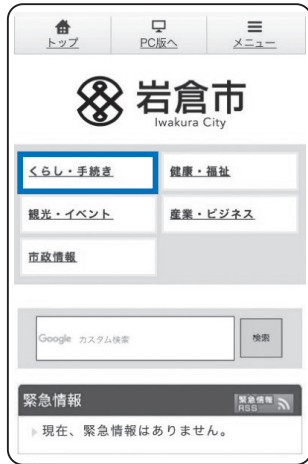 トップ
PC版へ
メニュー
岩倉市
Iwakura City
くらし・手続き
健康・福祉
観光・イベント
産業・ビジネス
市政情報
Google カスタム検索
検索
緊急情報
緊急情報
RSS
現在、緊急情報はありません。